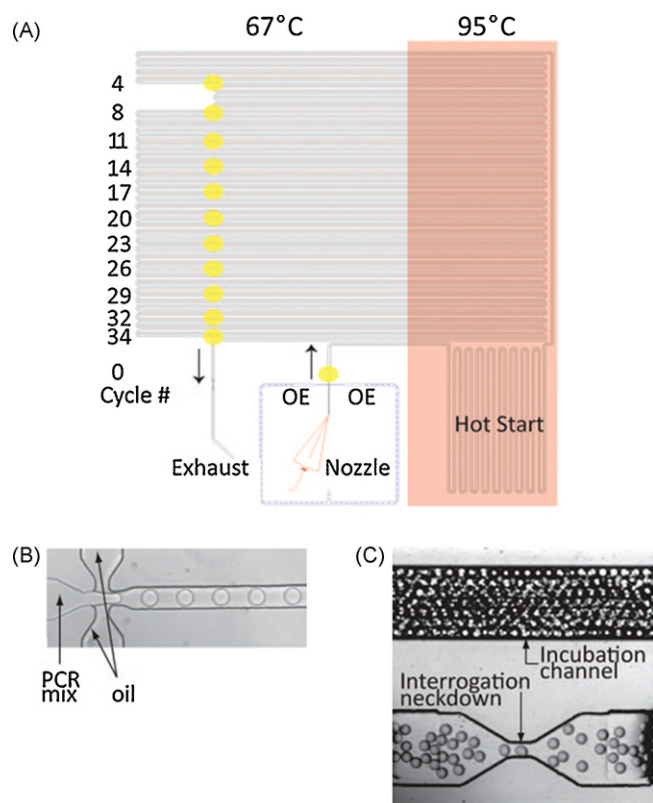 (A)
67°C
95°C
4
8
11
14
17
20
23
26
29
32
34
0
Cycle #
OE
OE
Hot Start
Exhaust
Nozzle
(B)
(C)
PCR
mix
oil
Incubation
channel
Interrogation
neckdown